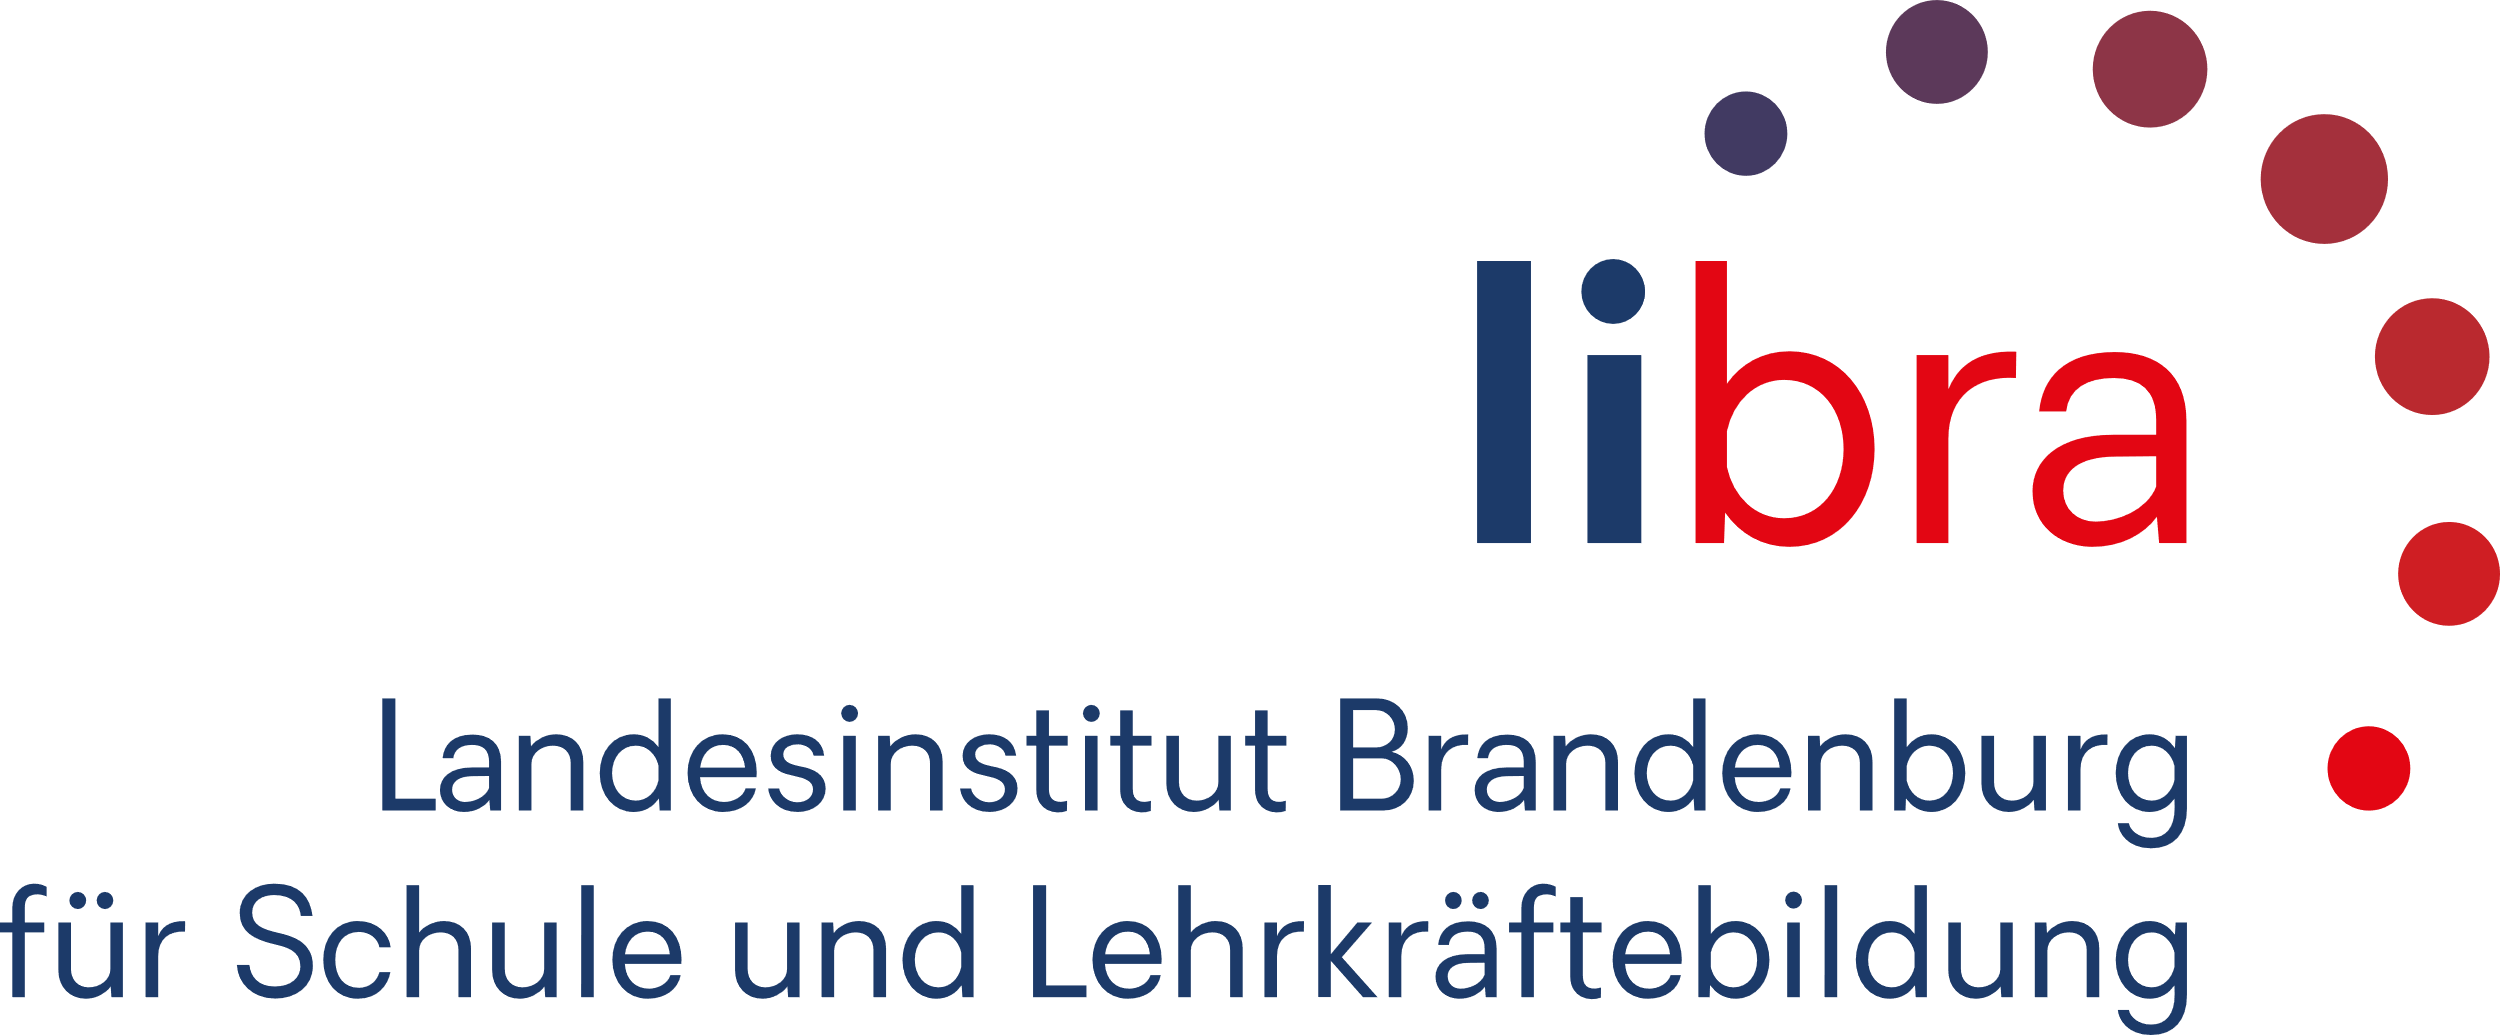 libra
Landesinstitut Brandenburg
für Schule und Lehrkräftebildung